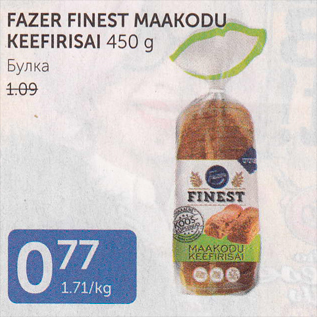 FAZER FINEST MAAKODU
KEEFIRISAI 450 g
Булка
1.09
FINEST
MAAKODU
KEEFIRISAI
0 77
1.71/kg